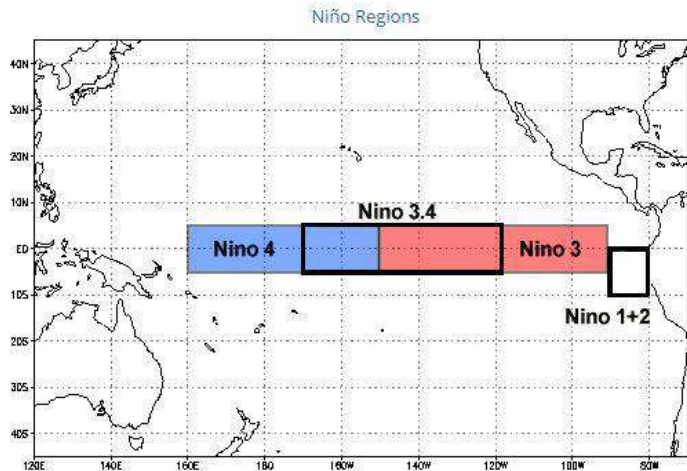 Niño Regions
40N
30N
20N
10N
Nino 3.4
EQ
Nino 4
Nino 3
10S
Nino 1+2
20S
30S
40S
120E 140E 160E 180 160W 140W 120W 100W 80W